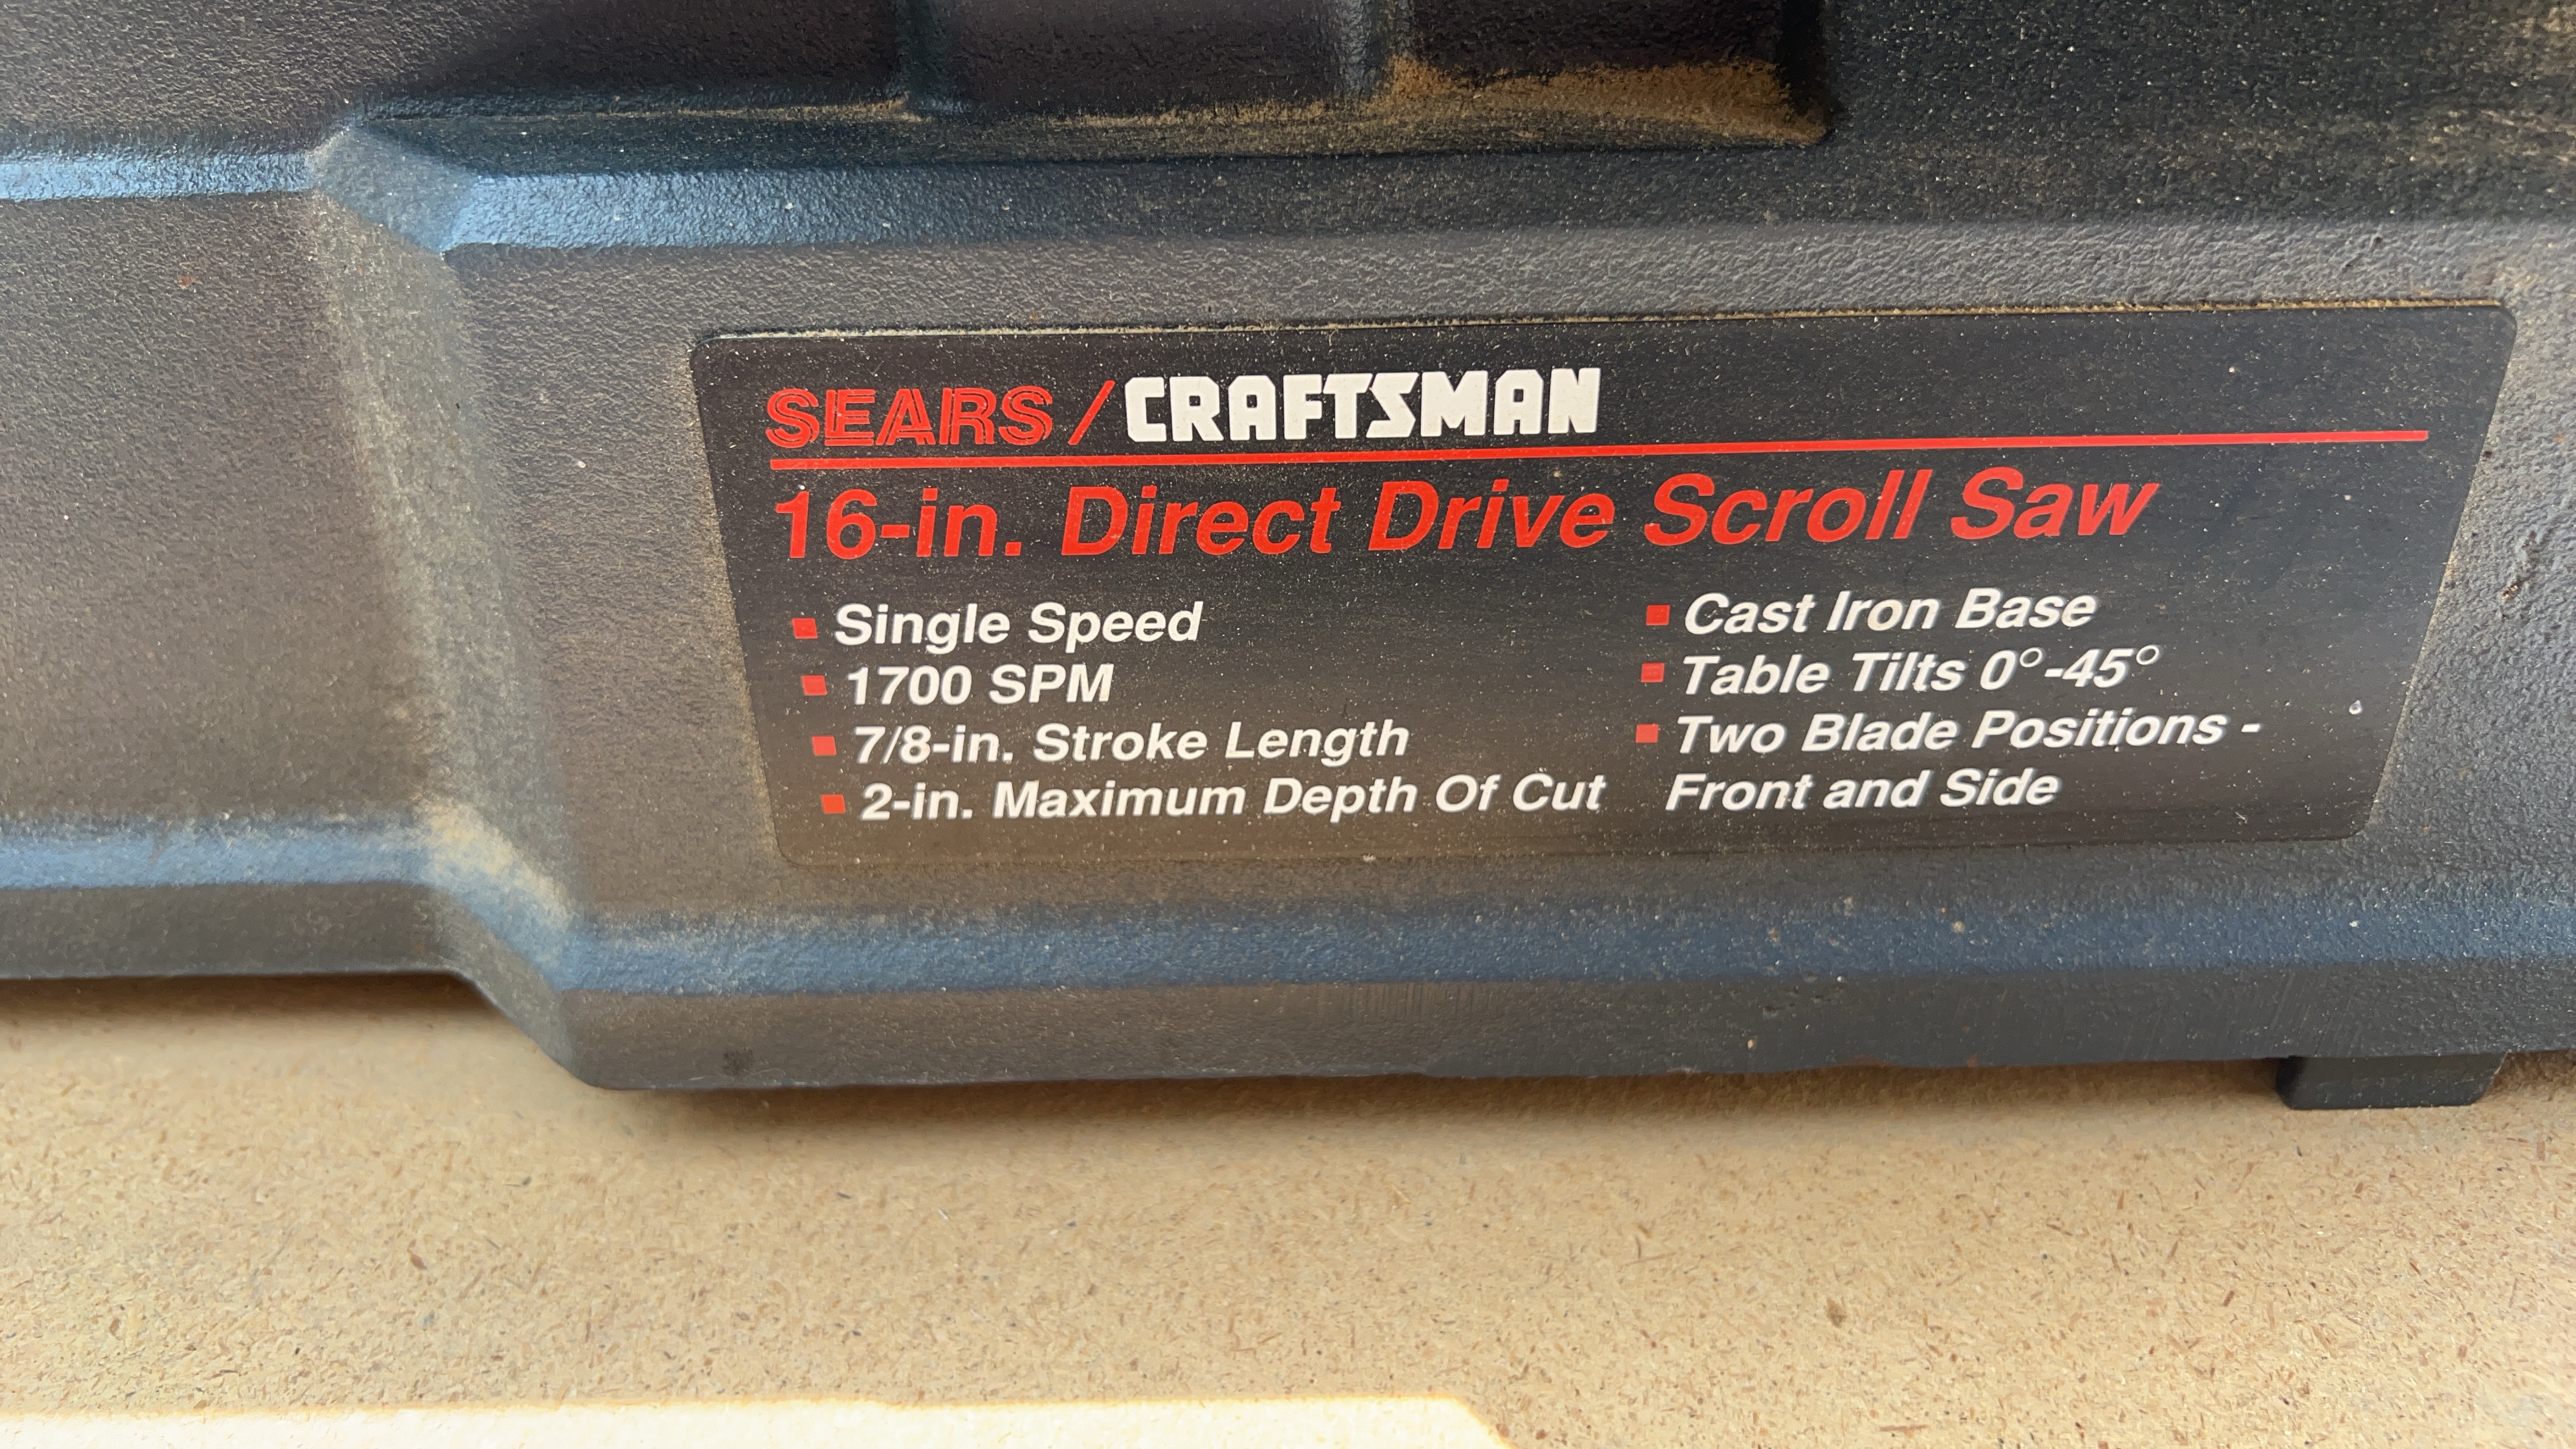 SEARS / CRAFTSMAN
16-in. Direct Drive Scroll Saw
Single Speed
1700 SPM
7/8-in. Stroke Length
2-in. Maximum Depth Of Cut
Cast Iron Base
Table Tilts 0°-45°
Two Blade Positions -
Front and Side